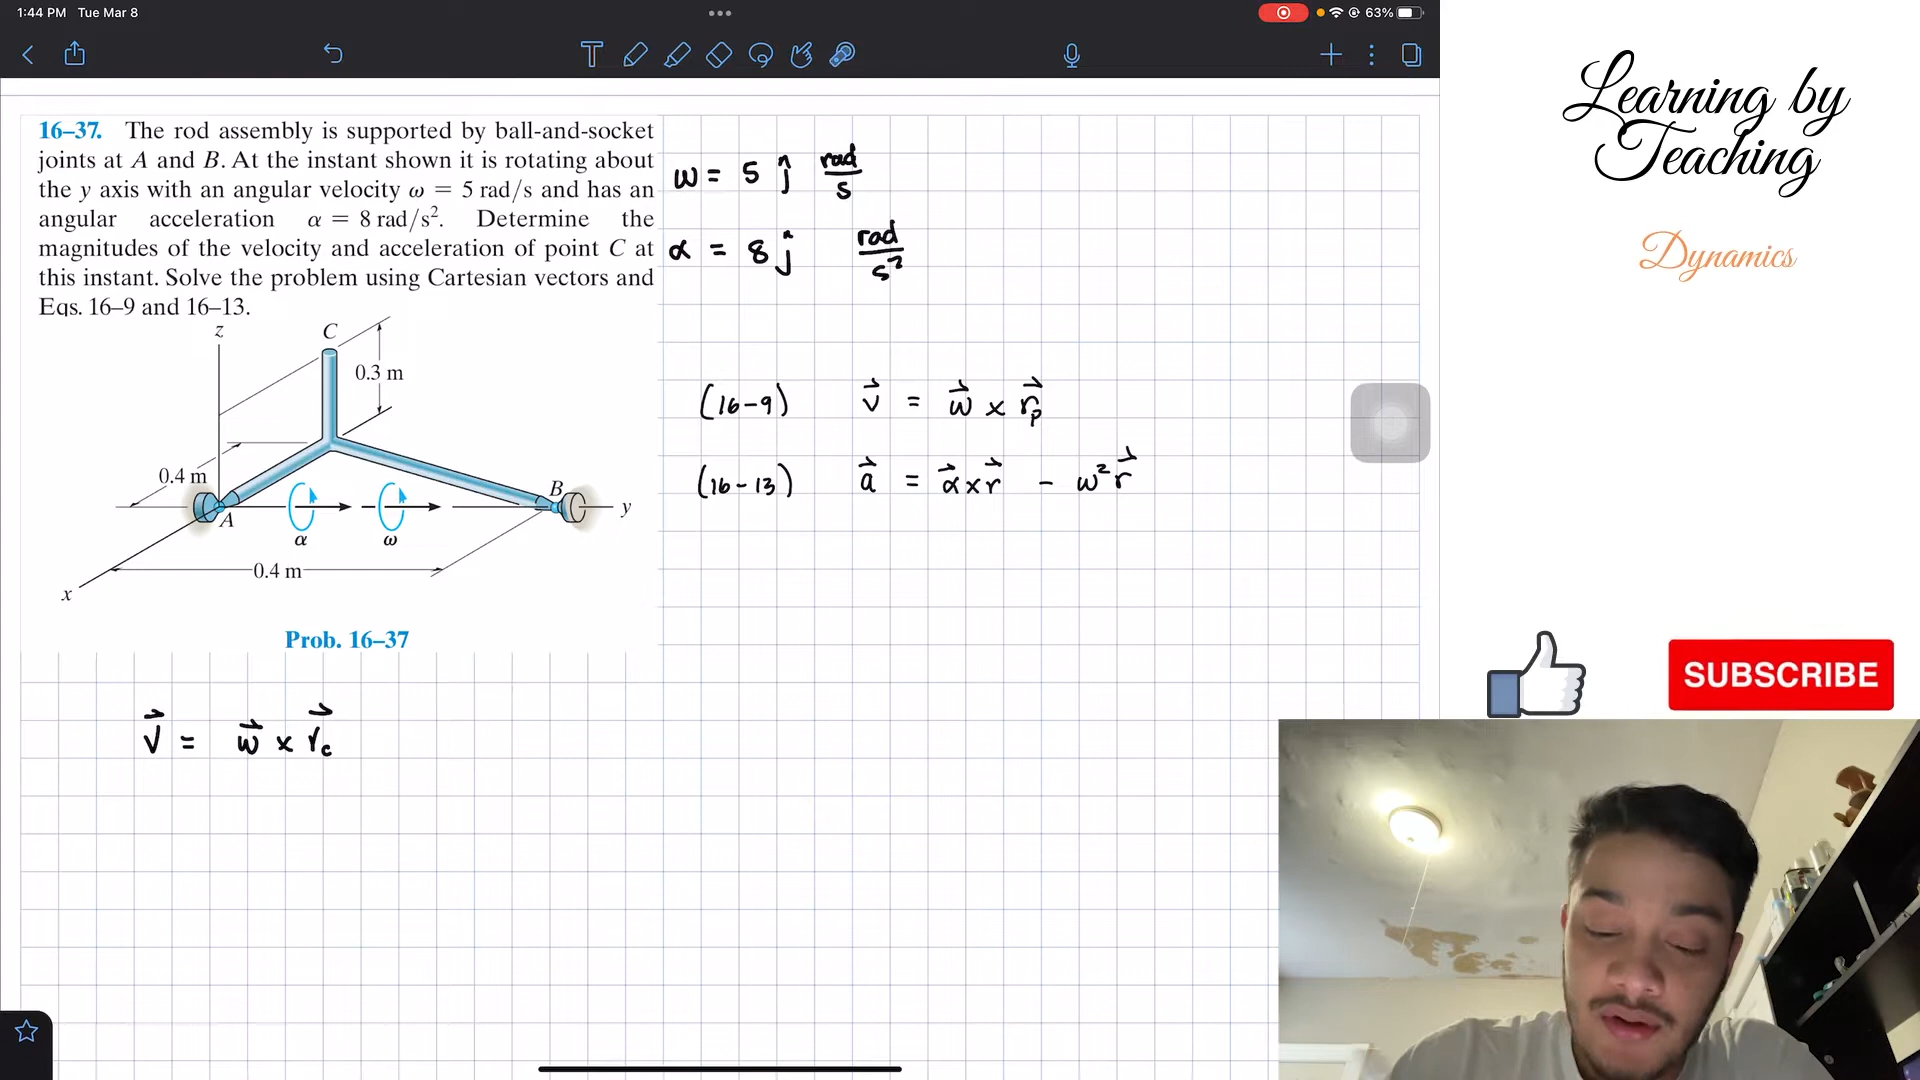 1:44 PM Tue Mar 8
63%
16–37. The rod assembly is supported by ball-and-socket
joints at A and B. At the instant shown it is rotating about
the y axis with an angular velocity ω = 5 rad/s and has an
angular acceleration α = 8 rad/s². Determine the
magnitudes of the velocity and acceleration of point C at
this instant. Solve the problem using Cartesian vectors and
Eqs. 16–9 and 16–13.
z
C
0.3 m
0.4 m
A
B
y
α
ω
0.4 m
x
Prob. 16–37
ω = 5 ĵ rad/s
α = 8 ĵ rad/s²
(16-9) v⃗ = ω⃗ × r⃗ₚ
(16-13) a⃗ = α⃗ × r⃗ - ω² r⃗
V⃗ = ω⃗ × r⃗c
Learning by
Teaching
Dynamics
SUBSCRIBE